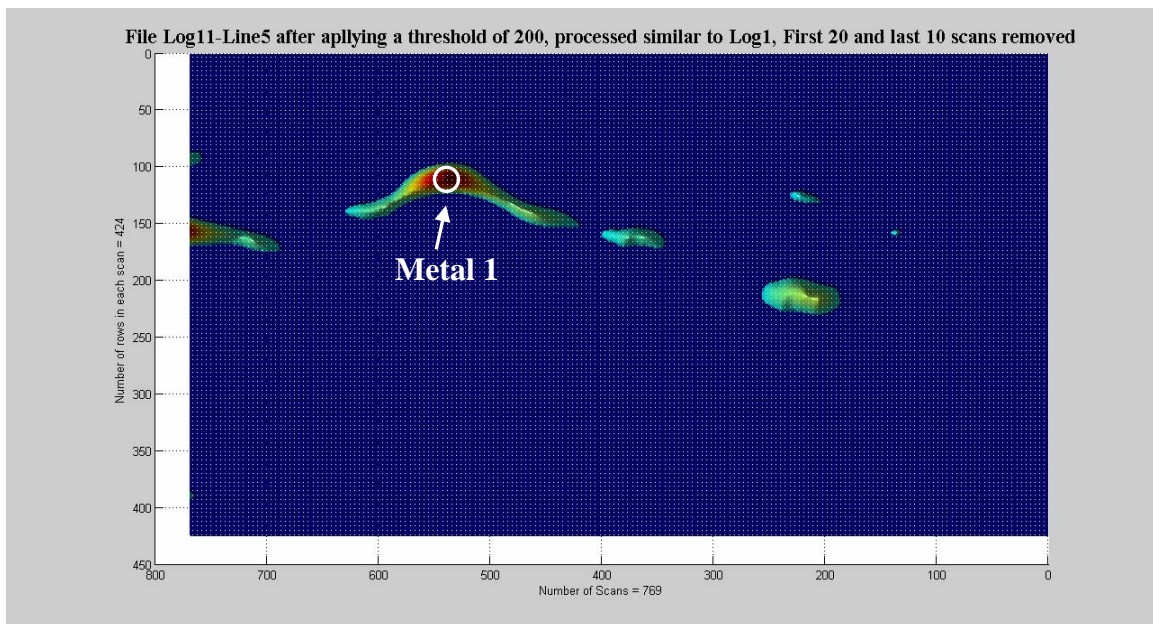 File Log11-Line5 after apllying a threshold of 200, processed similar to Log1, First 20 and last 10 scans removed
0
50
100
150
200
250
300
350
400
450
Number of rows in each scan = 424
Metal 1
800 700 600 500 400 300 200 100 0
Number of Scans = 769